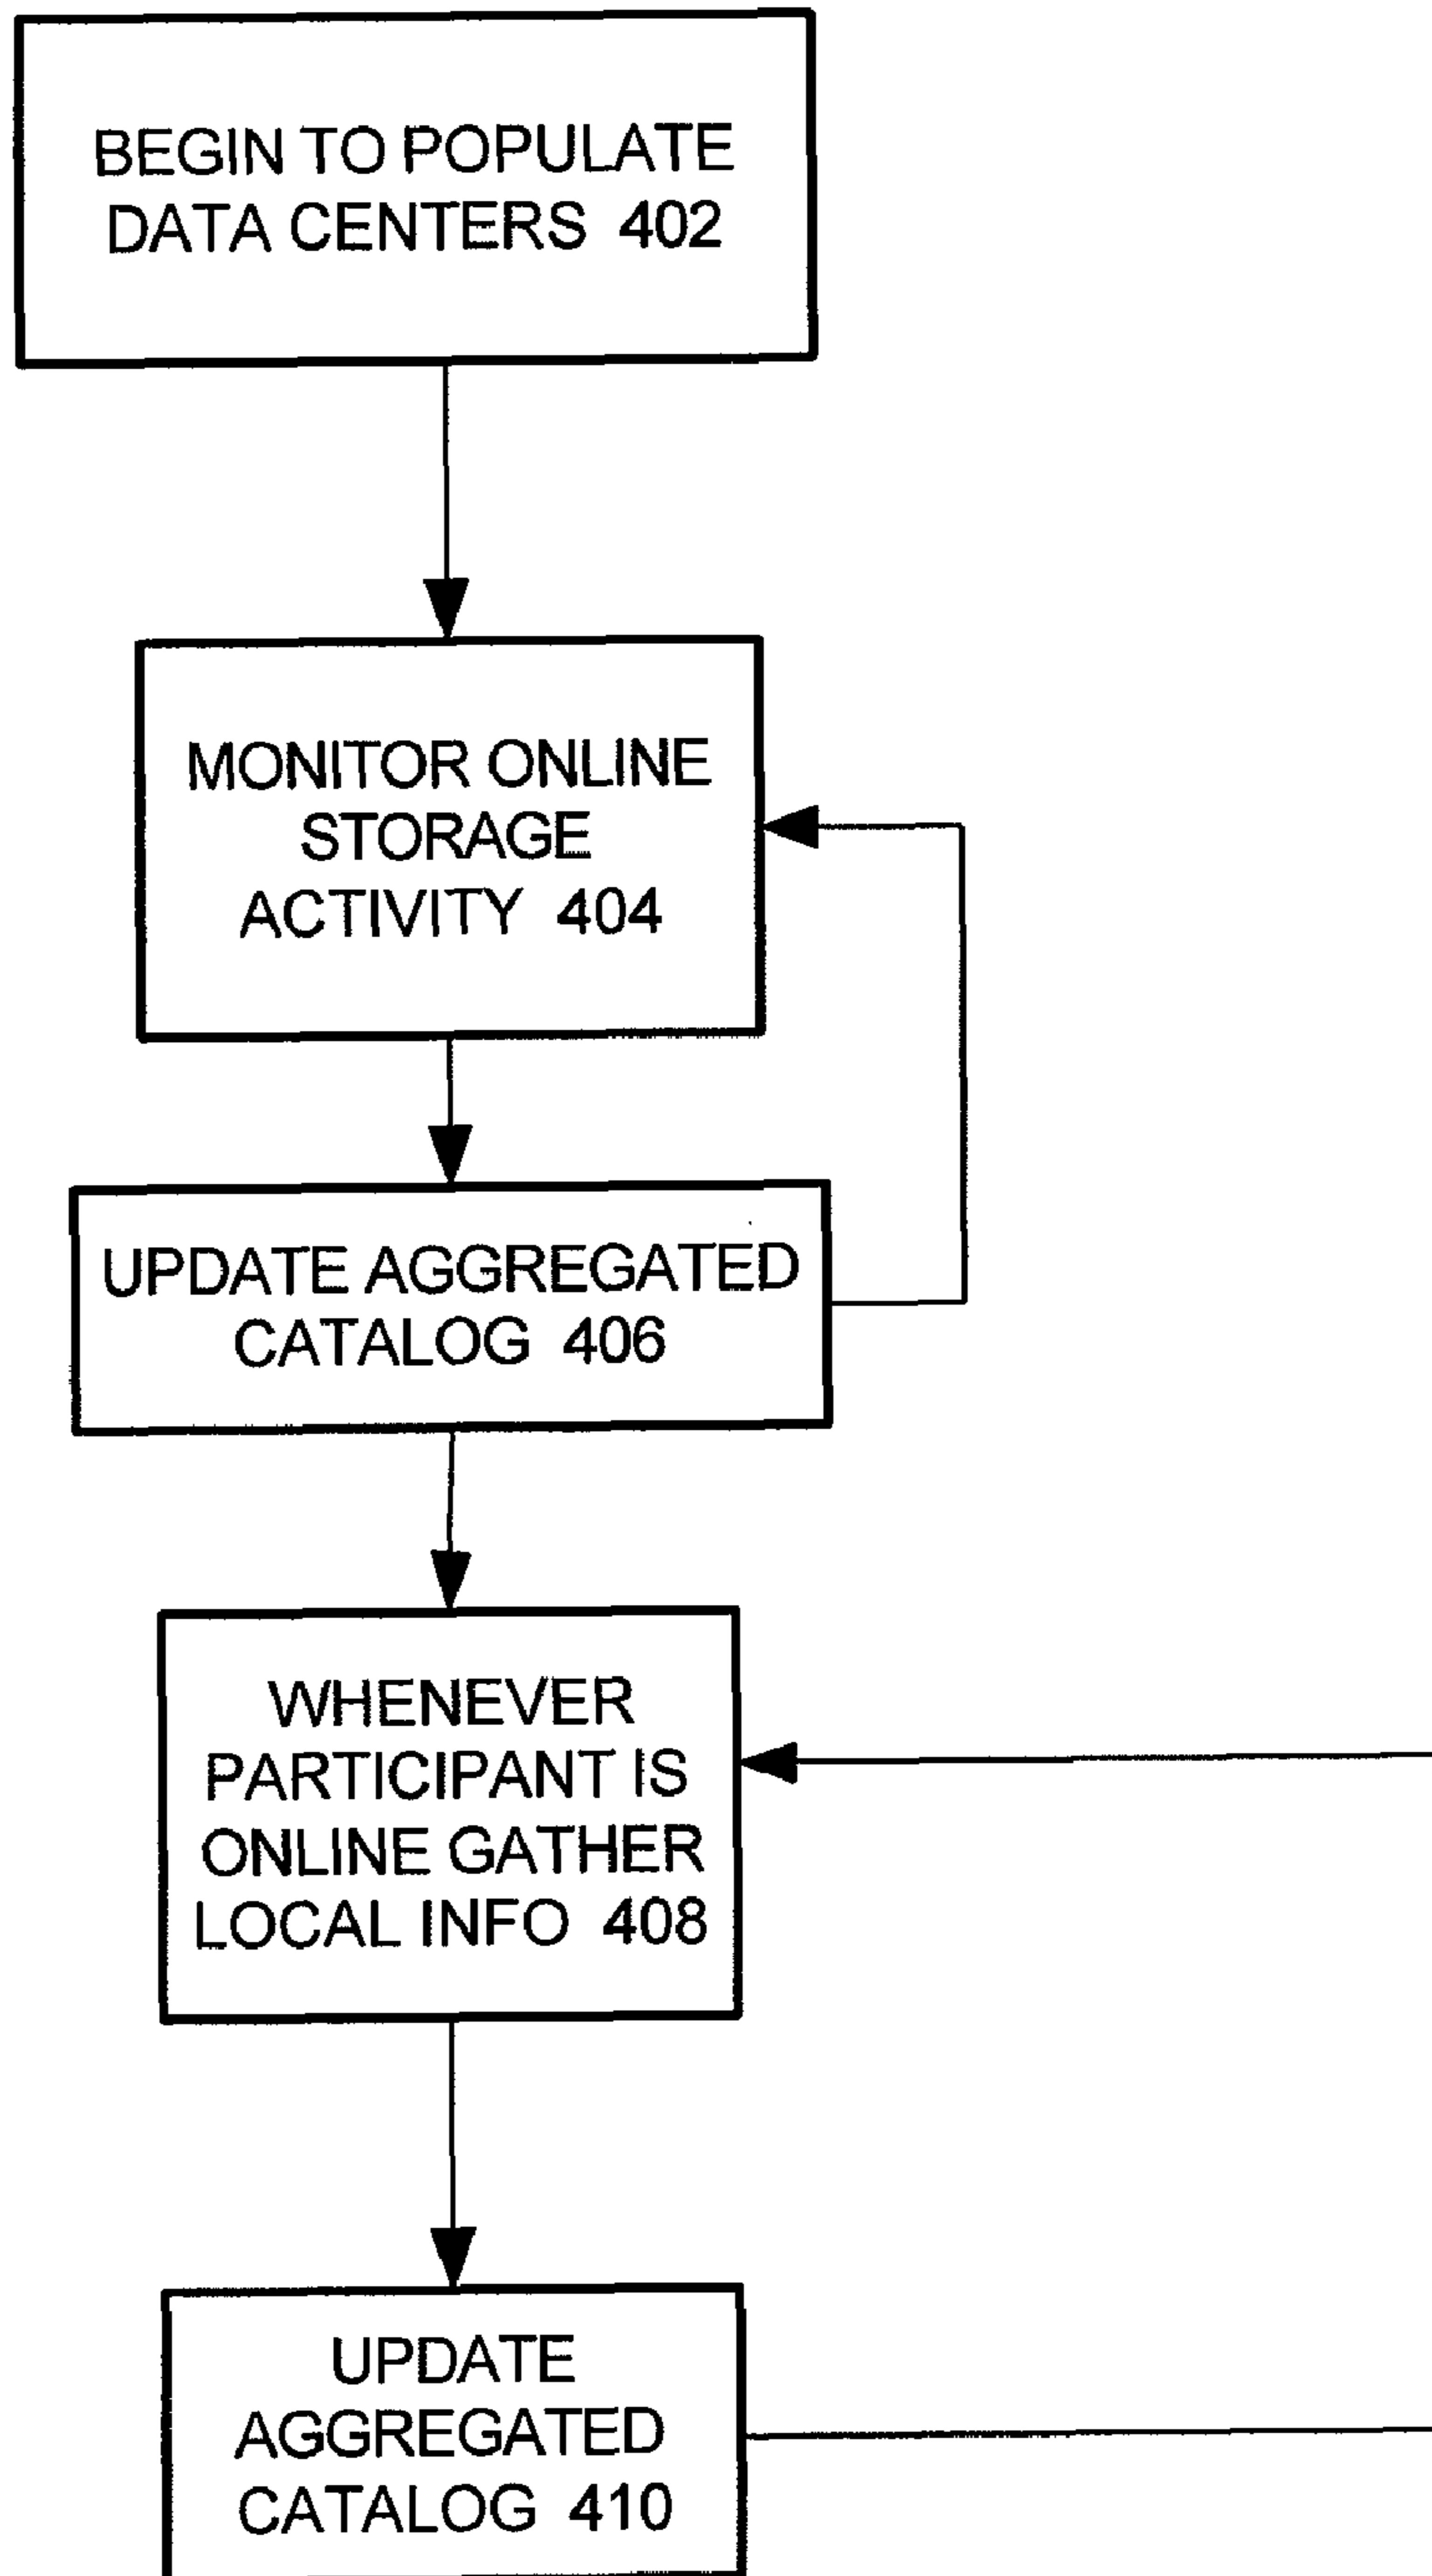 BEGIN TO POPULATE
DATA CENTERS 402
MONITOR ONLINE
STORAGE
ACTIVITY 404
UPDATE AGGREGATED
CATALOG 406
WHENEVER
PARTICIPANT IS
ONLINE GATHER
LOCAL INFO 408
UPDATE
AGGREGATED
CATALOG 410